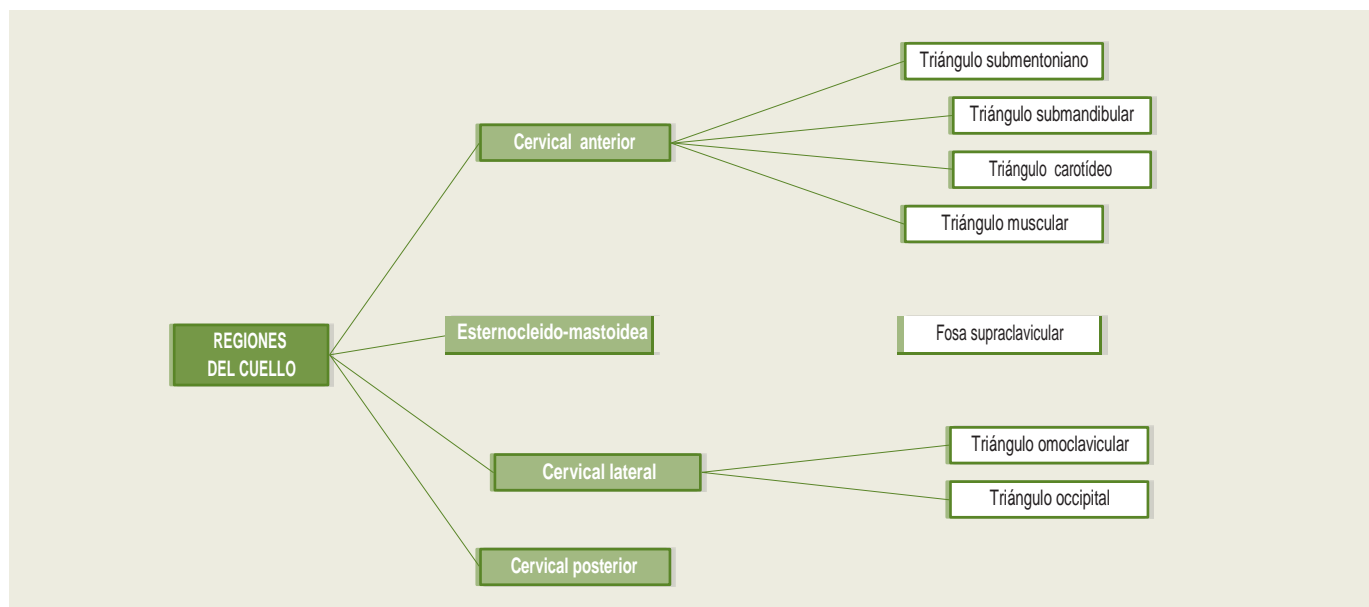 Triángulo submentoniano
Triángulo submandibular
Cervical anterior
Triángulo carotídeo
Triángulo muscular
REGIONES
DEL CUELLO
Esternocleido-mastoidea
Fosa supraclavicular
Triángulo omoclavicular
Cervical lateral
Triángulo occipital
Cervical posterior